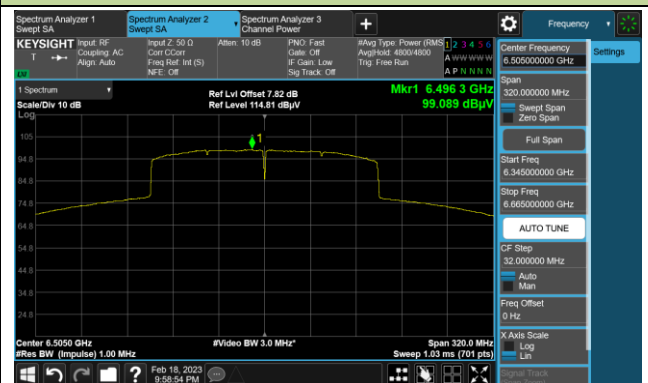 Spectrum Analyzer 1
Swept SA
Spectrum Analyzer 2
Swept SA
Spectrum Analyzer 3
Channel Power
Frequency
KEYSIGHT
T
Input: RF
Coupling: AC
Align: Auto
Input Z: 50 Ω
Corr CCorr
Freq Ref: Int (S)
NFE: Off
Atten: 10 dB
PNO: Fast
Gate: Off
IF Gain: Low
Sig Track: Off
#Avg Type: Power (RMS
Avg|Hold: 4800/4800
Trig: Free Run
1 2 3 4 5 6
A W W W W W
A P N N N N
1 Spectrum
Scale/Div 10 dB
Log
Ref Lvl Offset 7.82 dB
Ref Level 114.81 dBµV
Mkr1 6.496 3 GHz
99.089 dBµV
1
105
94.8
84.8
74.8
64.8
54.8
44.8
34.8
24.8
Center 6.5050 GHz
#Res BW (Impulse) 1.00 MHz
#Video BW 3.0 MHz*
Span 320.0 MHz
Sweep 1.03 ms (701 pts)
Feb 18, 2023
9:58:54 PM
Center Frequency
6.505000000 GHz
Settings
Span
320.000000 MHz
Swept Span
Zero Span
Full Span
Start Freq
6.345000000 GHz
Stop Freq
6.665000000 GHz
AUTO TUNE
CF Step
32.000000 MHz
Auto
Man
Freq Offset
0 Hz
X Axis Scale
Log
Lin
Signal Track